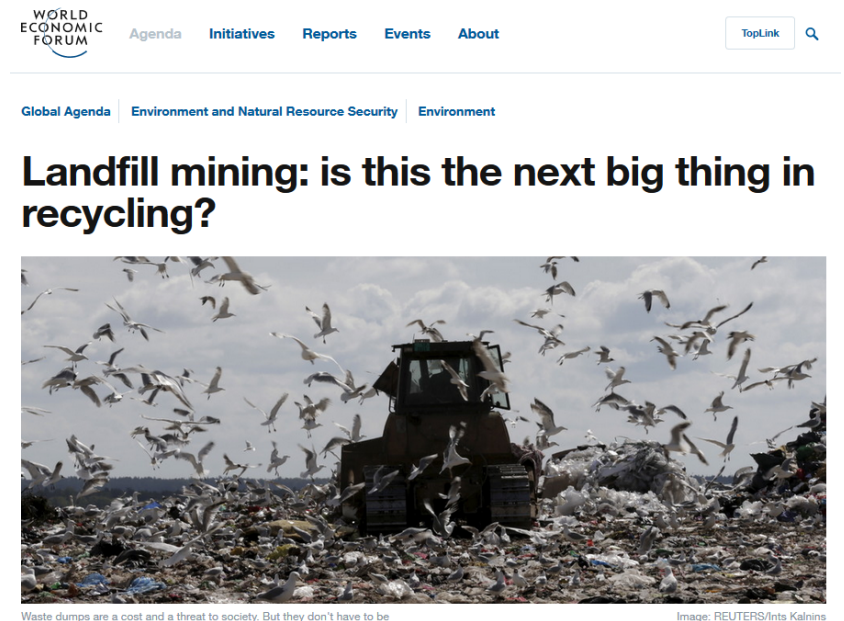 WORLD
ECONOMIC
FORUM
Agenda Initiatives Reports Events About TopLink
Global Agenda Environment and Natural Resource Security Environment
Landfill mining: is this the next big thing in
recycling?
Waste dumps are a cost and a threat to society. But they don't have to be Image: REUTERS/Ints Kalnins